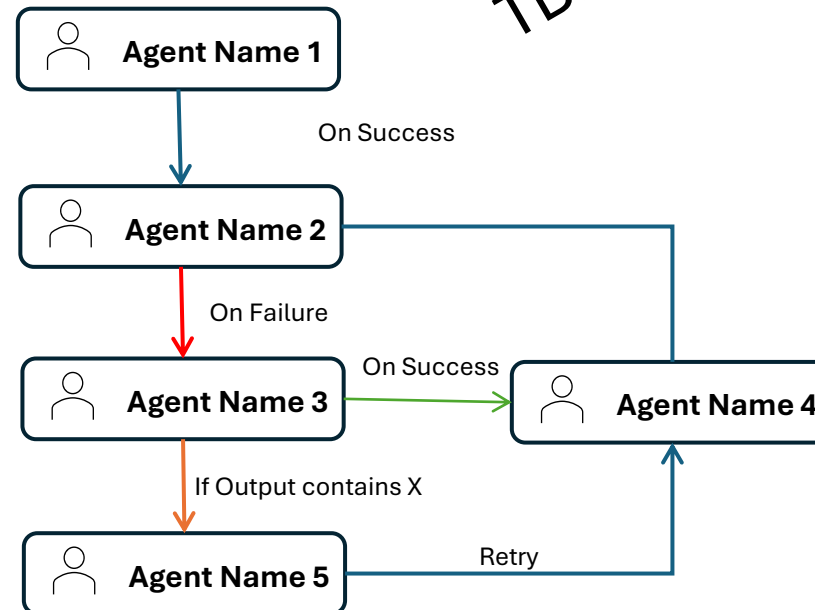 Agent Name 1
On Success
Agent Name 2
On Failure
On Success
Agent Name 3
Agent Name 4
If Output contains X
Retry
Agent Name 5